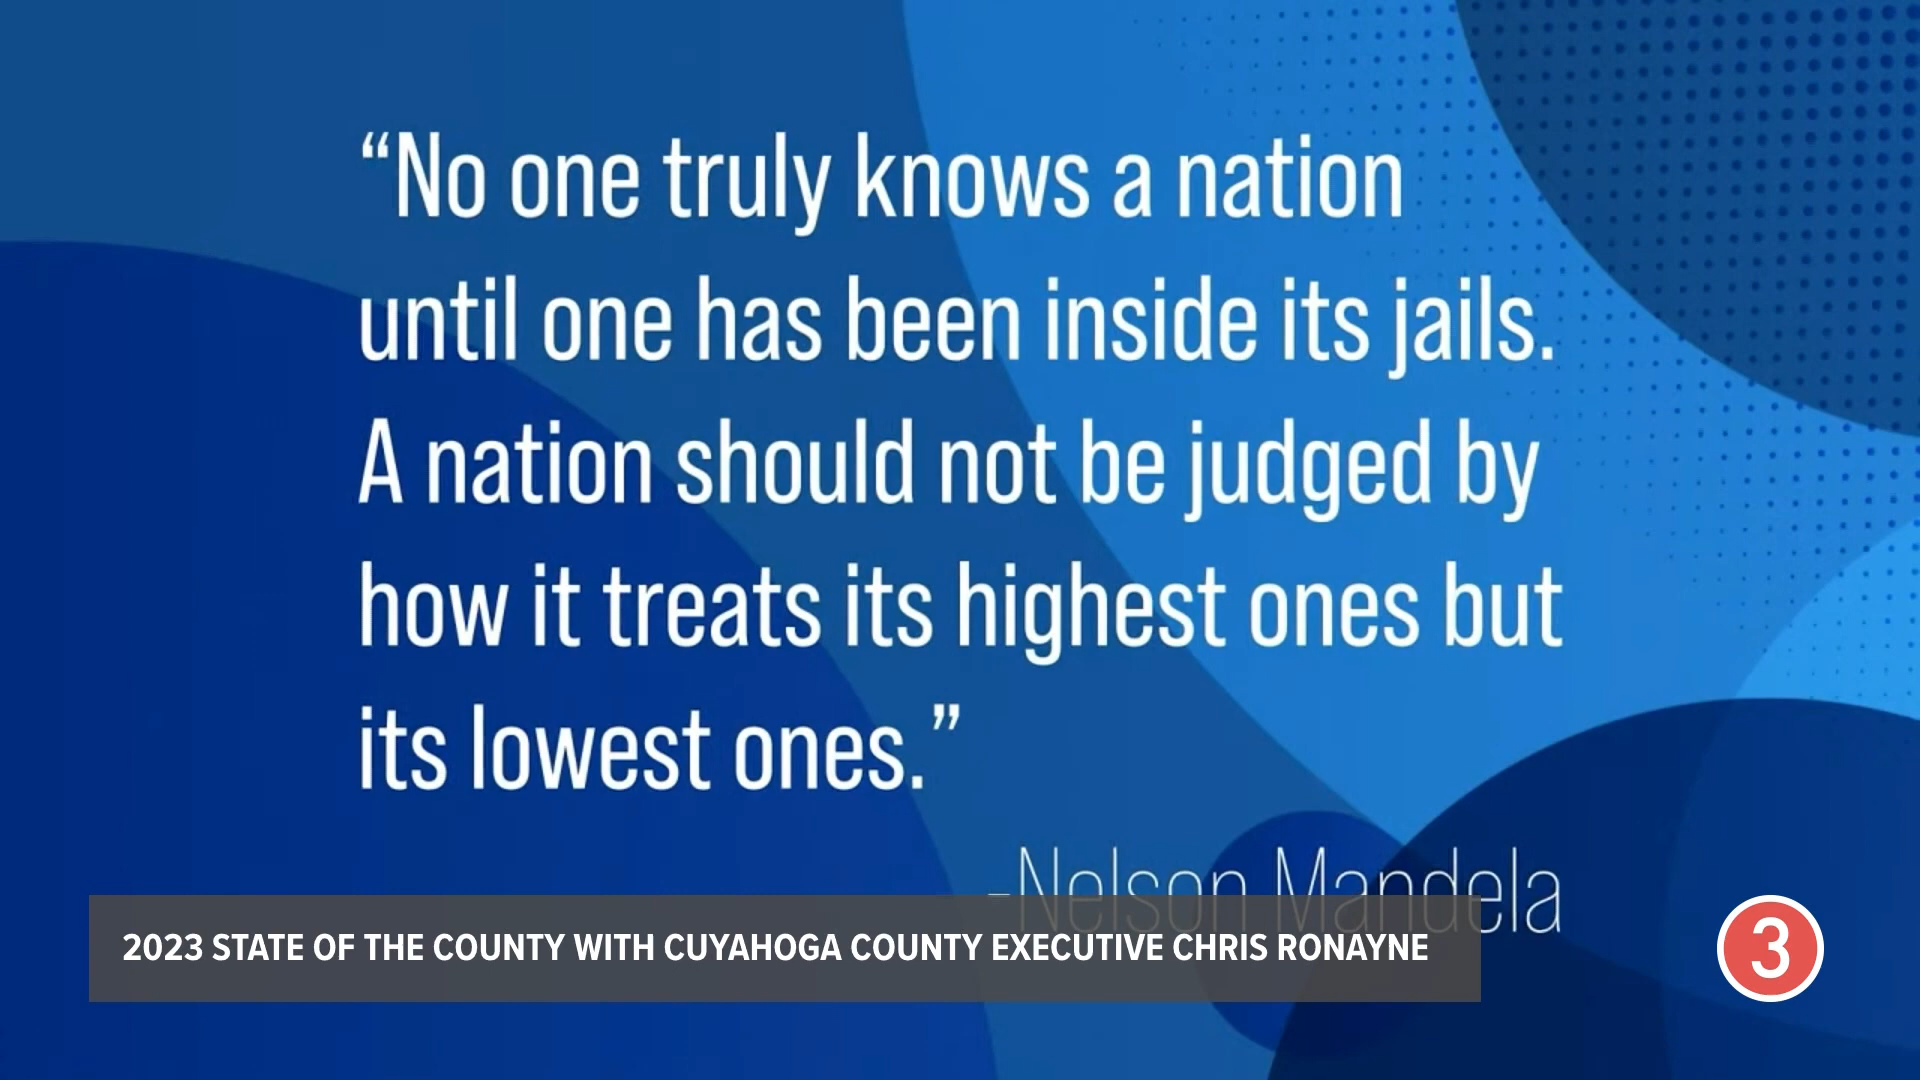 “No one truly knows a nation
until one has been inside its jails.
A nation should not be judged by
how it treats its highest ones but
its lowest ones.”
-Nelson Mandela
2023 STATE OF THE COUNTY WITH CUYAHOGA COUNTY EXECUTIVE CHRIS RONAYNE
3